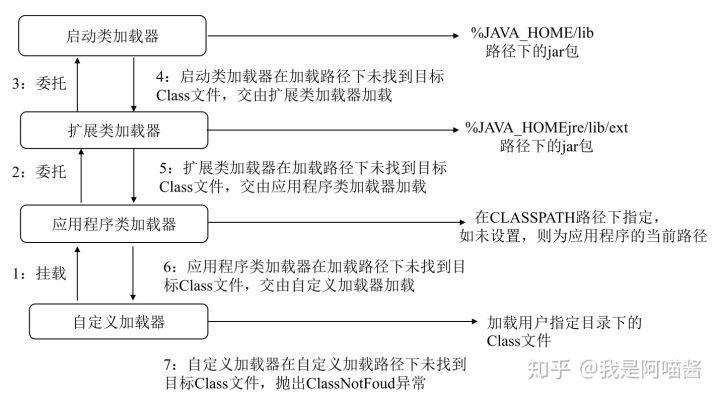 启动类加载器
%JAVA_HOME/lib
路径下的jar包
3：委托
4：启动类加载器在加载路径下未找到目标
Class文件，交由扩展类加载器加载
扩展类加载器
%JAVA_HOMEjre/lib/ext
路径下的jar包
2：委托
5：扩展类加载器在加载路径下未找到目标
Class文件，交由应用程序类加载器加载
应用程序类加载器
在CLASSPATH路径下指定，
如未设置，则为应用程序的当前路径
1：挂载
6：应用程序类加载器在加载路径下未找到目
标Class文件，交由自定义加载器加载
自定义加载器
加载用户指定目录下的
Class文件
7：自定义加载器在自定义加载路径下未找到
目标Class文件，抛出ClassNotFoud异常
知乎 @我是阿喵酱